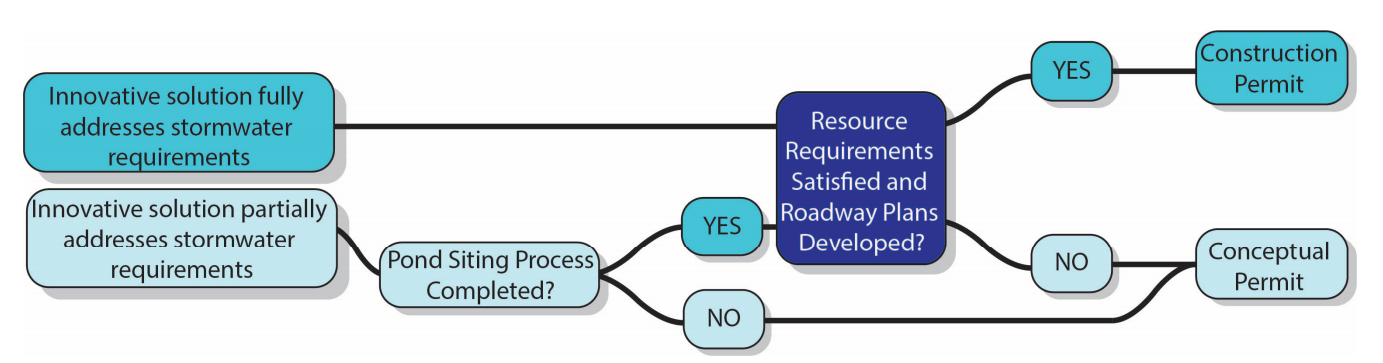 Innovative solution fully
addresses stormwater
requirements
Innovative solution partially
addresses stormwater
requirements
Pond Siting Process
Completed?
YES
NO
Resource
Requirements
Satisfied and
Roadway Plans
Developed?
YES
NO
Construction
Permit
Conceptual
Permit